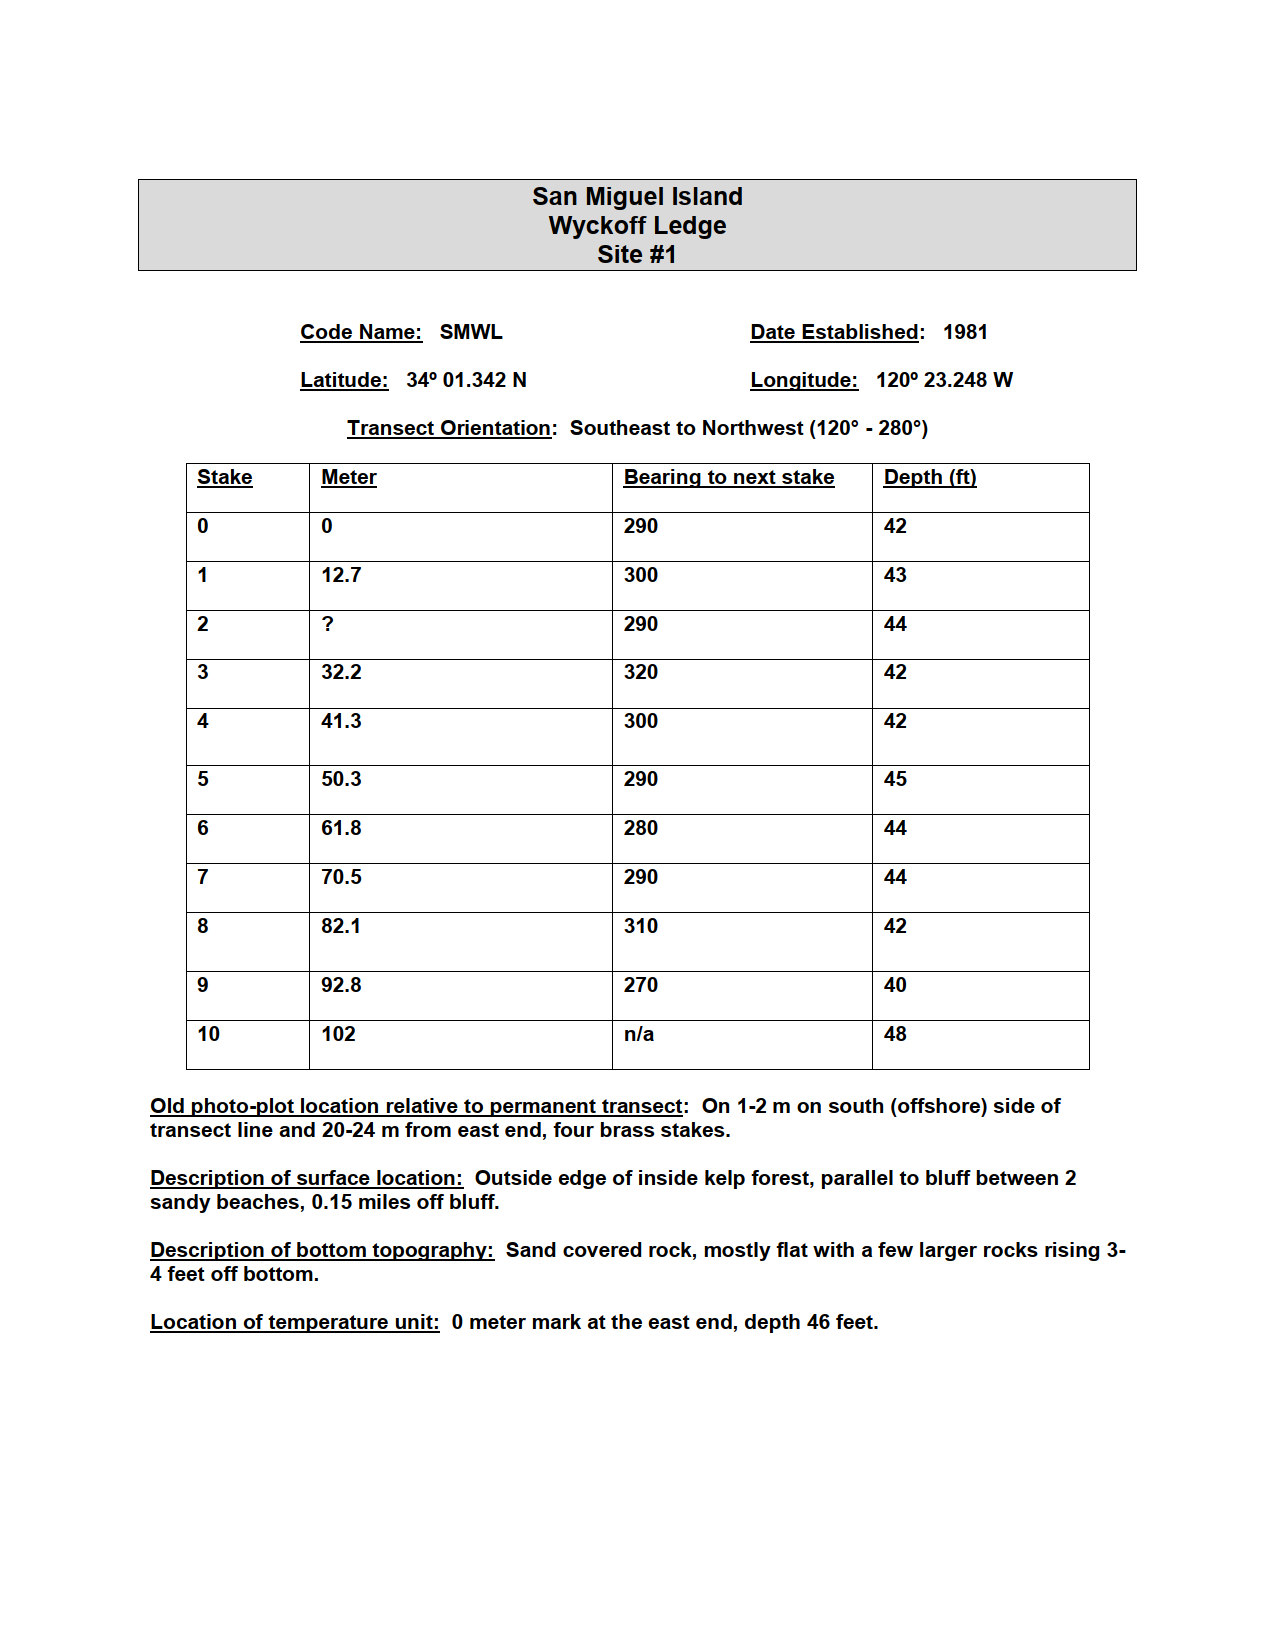 San Miguel Island
Wyckoff Ledge
Site #1
Code Name: SMWL Date Established: 1981
Latitude: 34º 01.342 N Longitude: 120º 23.248 W
Transect Orientation: Southeast to Northwest (120° - 280°)
Stake Meter Bearing to next stake Depth (ft)
0 0 290 42
1 12.7 300 43
2 ? 290 44
3 32.2 320 42
4 41.3 300 42
5 50.3 290 45
6 61.8 280 44
7 70.5 290 44
8 82.1 310 42
9 92.8 270 40
10 102 n/a 48
Old photo-plot location relative to permanent transect: On 1-2 m on south (offshore) side of
transect line and 20-24 m from east end, four brass stakes.
Description of surface location: Outside edge of inside kelp forest, parallel to bluff between 2
sandy beaches, 0.15 miles off bluff.
Description of bottom topography: Sand covered rock, mostly flat with a few larger rocks rising 3-
4 feet off bottom.
Location of temperature unit: 0 meter mark at the east end, depth 46 feet.